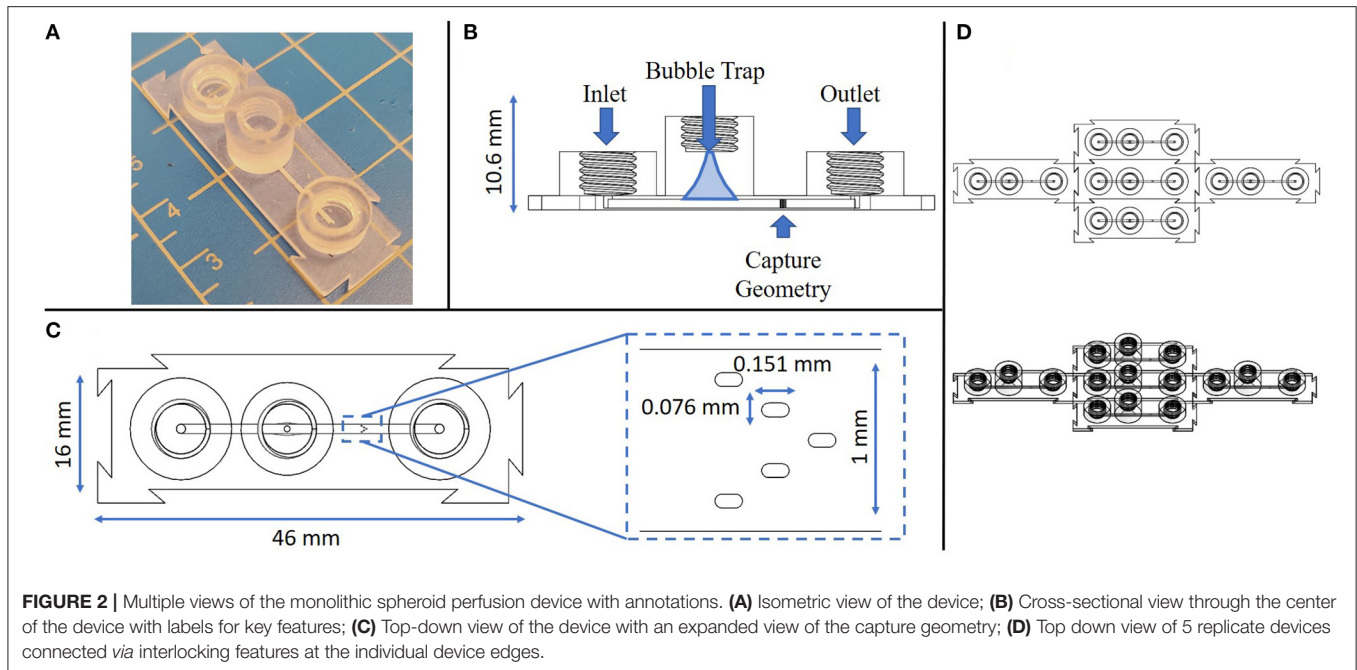 A
5
4
3
B
Bubble Trap
Inlet
Outlet
10.6 mm
Capture
Geometry
C
16 mm
46 mm
0.151 mm
0.076 mm
1 mm
D
FIGURE 2 | Multiple views of the monolithic spheroid perfusion device with annotations. (A) Isometric view of the device; (B) Cross-sectional view through the center
of the device with labels for key features; (C) Top-down view of the device with an expanded view of the capture geometry; (D) Top down view of 5 replicate devices
connected via interlocking features at the individual device edges.